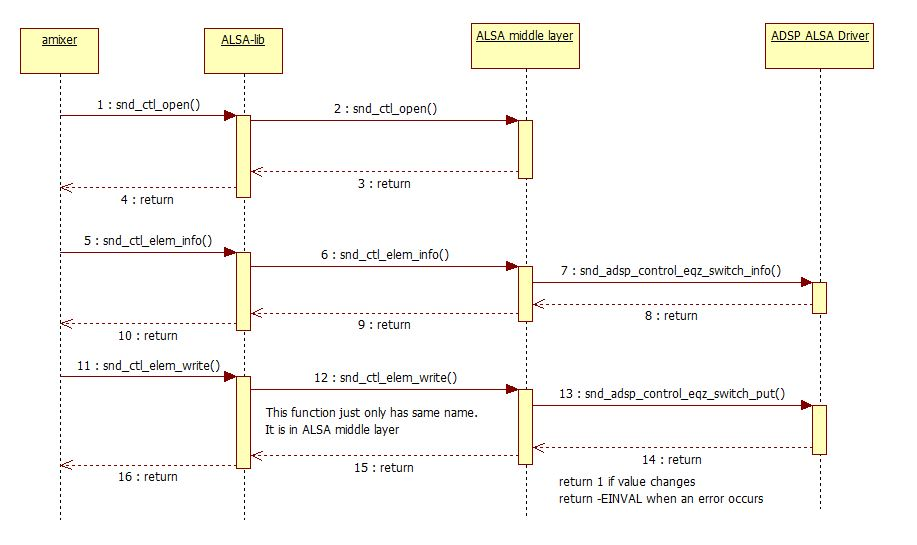 amixer
ALSA-lib
ALSA middle layer
ADSP ALSA Driver
1 : snd_ctl_open()
2 : snd_ctl_open()
3 : return
4 : return
5 : snd_ctl_elem_info()
6 : snd_ctl_elem_info()
7 : snd_adsp_control_eqz_switch_info()
8 : return
9 : return
10 : return
11 : snd_ctl_elem_write()
12 : snd_ctl_elem_write()
13 : snd_adsp_control_eqz_switch_put()
This function just only has same name.
It is in ALSA middle layer
14 : return
15 : return
16 : return
return 1 if value changes
return -EINVAL when an error occurs